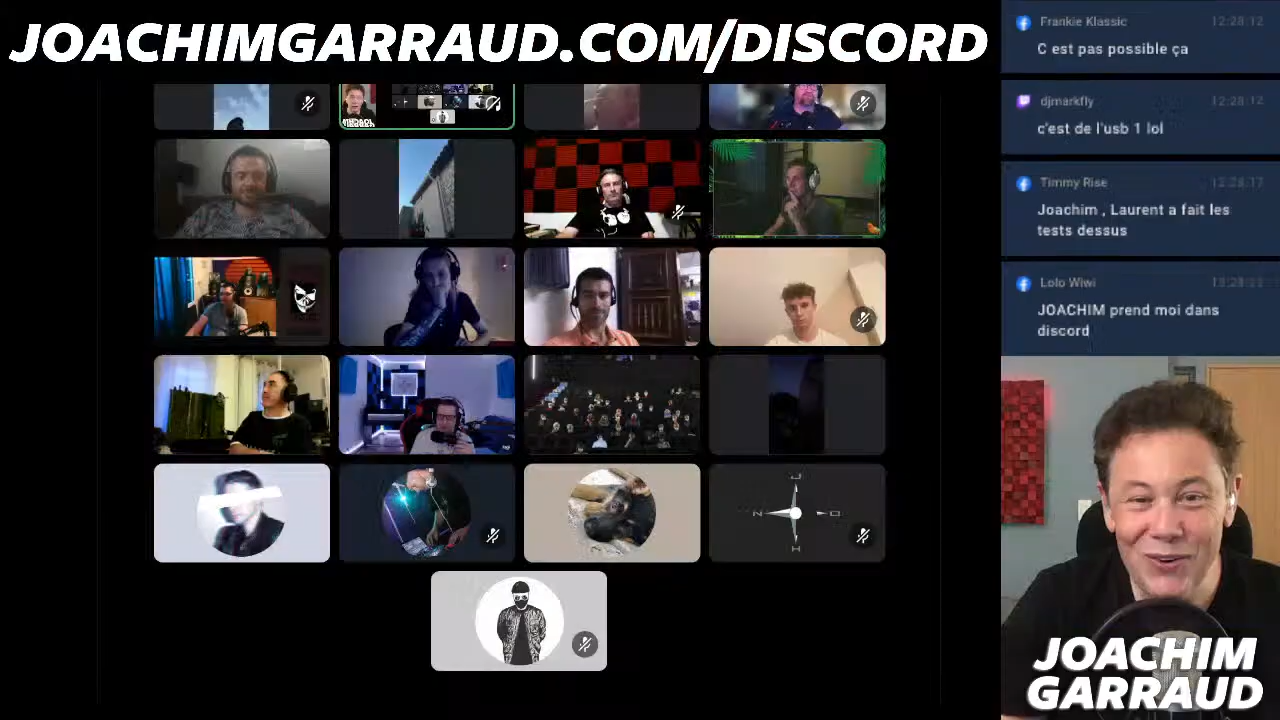 JOACHIMGARRAUD.COM/DISCORD
Frankie Klassic 12:28:12
C est pas possible ça
djmarkfly 12:28:12
c'est de l'usb 1 lol
Timmy Rise 12:28:17
Joachim , Laurent a fait les
tests dessus
Lolo Wiwi
JOACHIM prend moi dans
discord
N
O
JOACHIM
GARRAUD